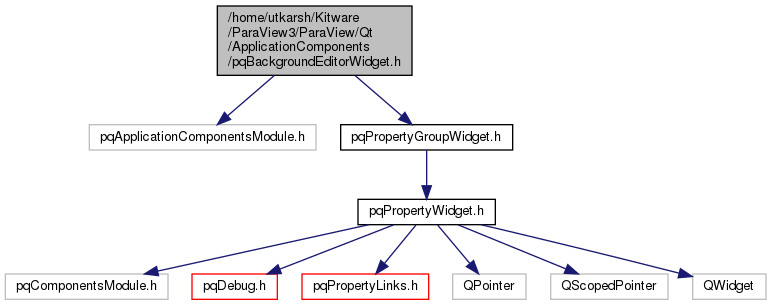 /home/utkarsh/Kitware
/ParaView3/ParaView/Qt
/ApplicationComponents
/pqBackgroundEditorWidget.h
pqApplicationComponentsModule.h
pqPropertyGroupWidget.h
pqPropertyWidget.h
pqComponentsModule.h
pqDebug.h
pqPropertyLinks.h
QPointer
QScopedPointer
QWidget